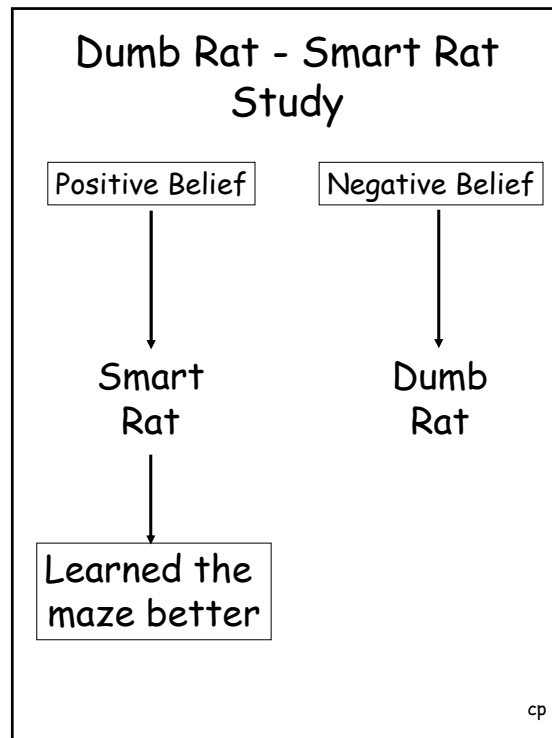 Dumb Rat - Smart Rat
Study
Positive Belief
Negative Belief
Smart
Rat
Dumb
Rat
Learned the
maze better
cp